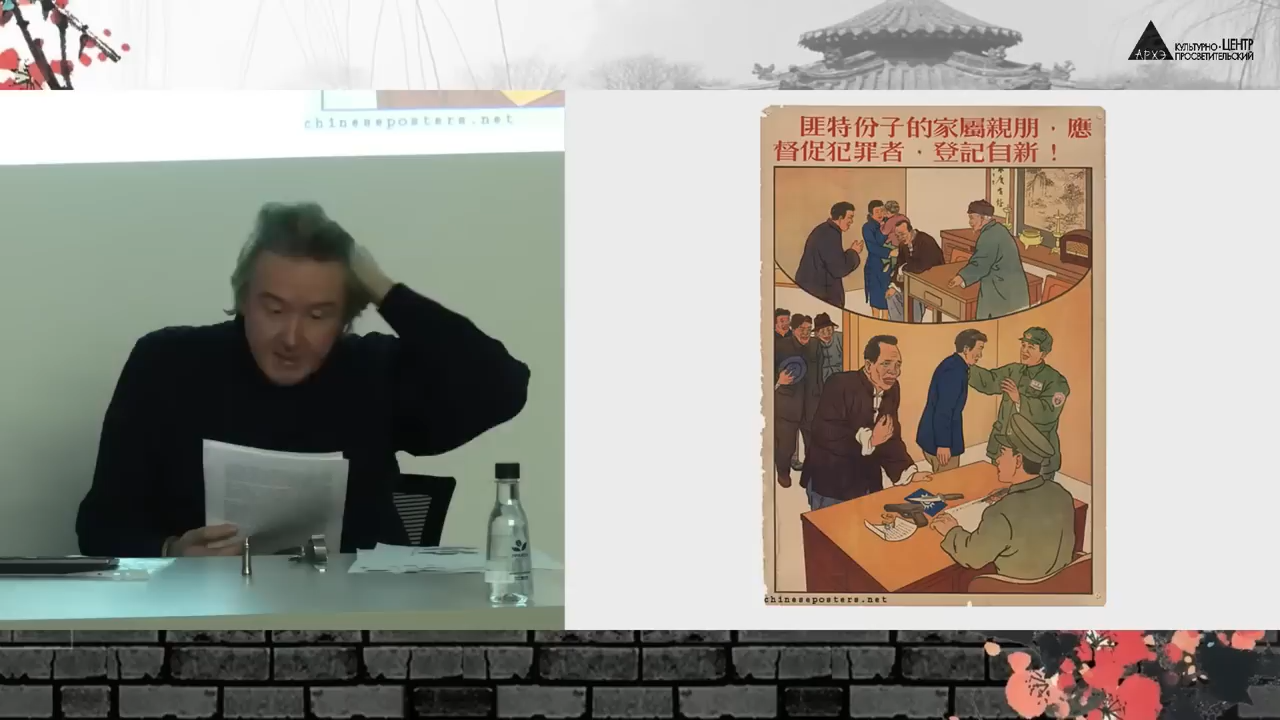 АРХЭ
КУЛЬТУРНО-ЦЕНТР
ПРОСВЕТИТЕЛЬСКИЙ
chineseposters.net
匪特份子的家屬親朋，應
督促犯罪者，登記自新！
chineseposters.net